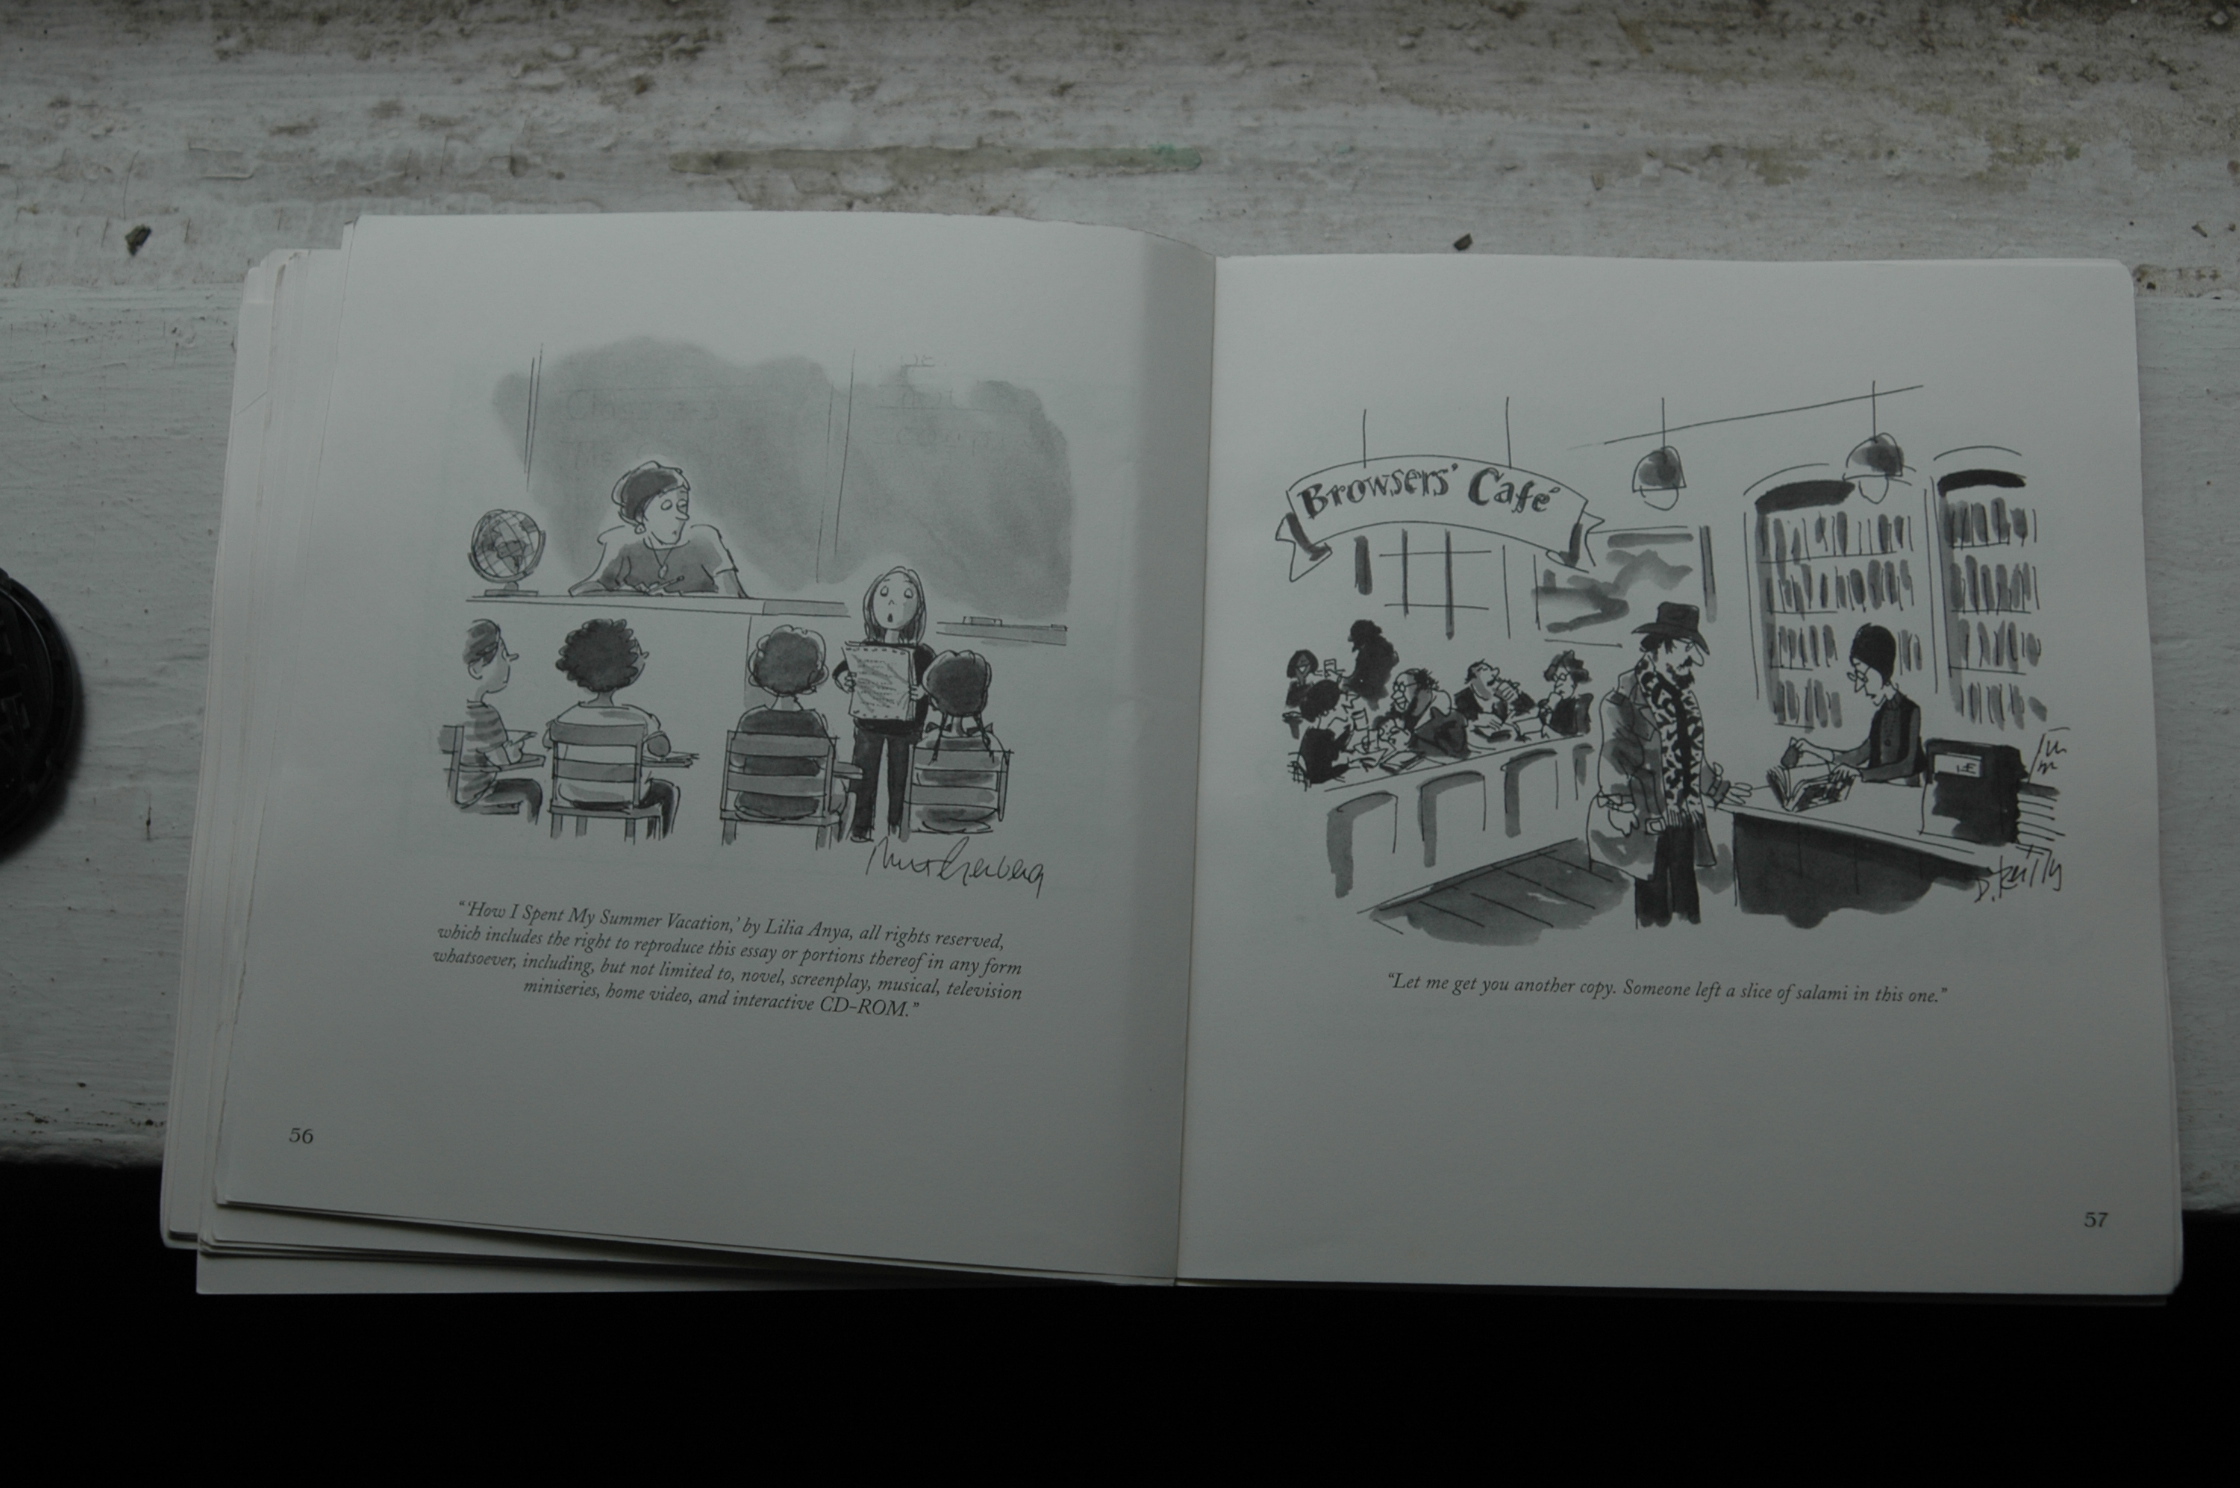 “‘How I Spent My Summer Vacation,’ by Lilia Anya, all rights reserved,
which includes the right to reproduce this essay or portions thereof in any form
whatsoever, including, but not limited to, novel, screenplay, musical, television
miniseries, home video, and interactive CD-ROM.”
56
Browsers' Café
D. Reilly
“Let me get you another copy. Someone left a slice of salami in this one.”
57